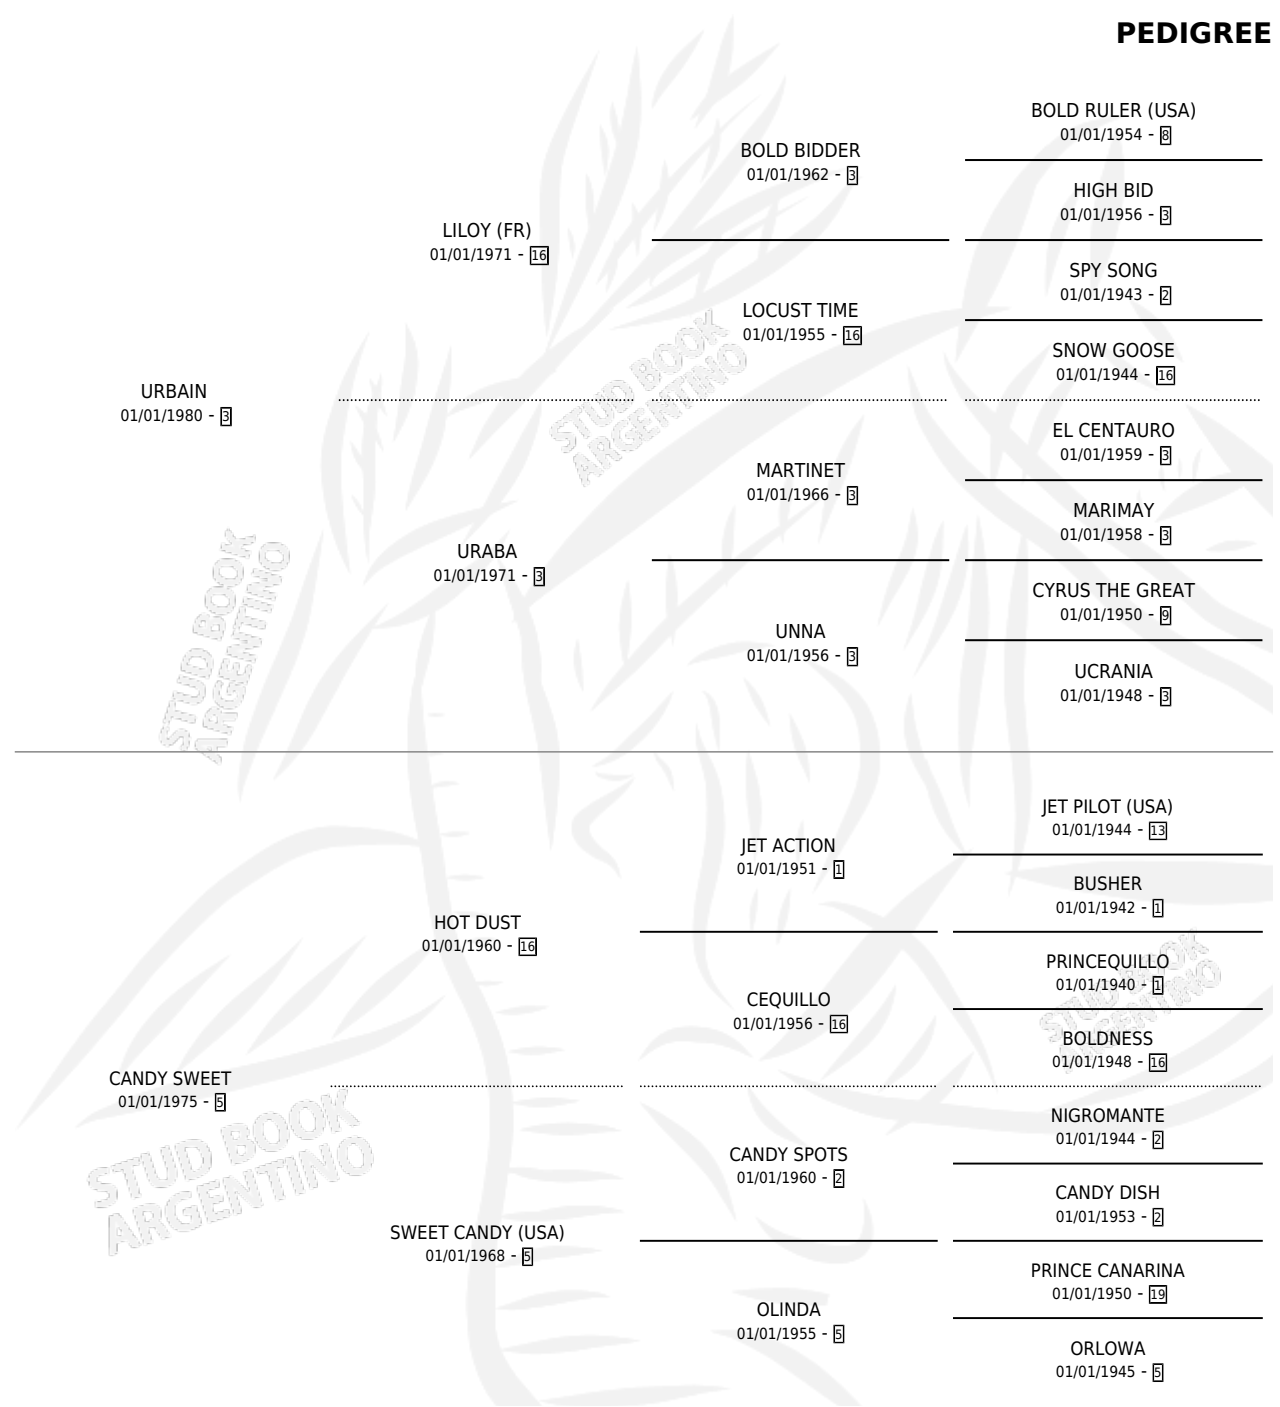 PEDIGREE
BOLD RULER (USA)
01/01/1954 - 8
BOLD BIDDER
01/01/1962 - 3
HIGH BID
01/01/1956 - 3
LILOY (FR)
01/01/1971 - 16
SPY SONG
01/01/1943 - 2
LOCUST TIME
01/01/1955 - 16
SNOW GOOSE
01/01/1944 - 16
URBAIN
01/01/1980 - 3
EL CENTAURO
01/01/1959 - 3
MARTINET
01/01/1966 - 3
MARIMAY
01/01/1958 - 3
URABA
01/01/1971 - 3
CYRUS THE GREAT
01/01/1950 - 9
UNNA
01/01/1956 - 3
UCRANIA
01/01/1948 - 3
JET PILOT (USA)
01/01/1944 - 13
JET ACTION
01/01/1951 - 1
BUSHER
01/01/1942 - 1
HOT DUST
01/01/1960 - 16
PRINCEQUILLO
01/01/1940 - 1
CEQUILLO
01/01/1956 - 16
BOLDNESS
01/01/1948 - 16
CANDY SWEET
01/01/1975 - 5
NIGROMANTE
01/01/1944 - 2
CANDY SPOTS
01/01/1960 - 2
CANDY DISH
01/01/1953 - 2
SWEET CANDY (USA)
01/01/1968 - 5
PRINCE CANARINA
01/01/1950 - 19
OLINDA
01/01/1955 - 5
ORLOWA
01/01/1945 - 5
STUD BOOK
ARGENTINO
STUD BOOK
ARGENTINO
STUD BOOK
ARGENTINO
STUD BOOK
ARGENTINO